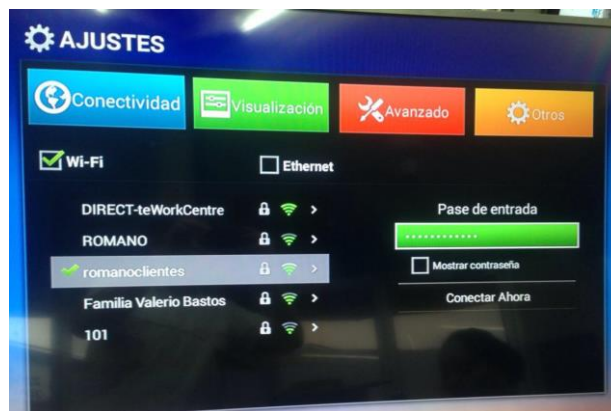 AJUSTES
Conectividad
Visualización
Avanzado
Otros
Wi-Fi
Ethernet
DIRECT-teWorkCentre
ROMANO
romanoclientes
Familia Valerio Bastos
101
Pase de entrada
............
Mostrar contraseña
Conectar Ahora